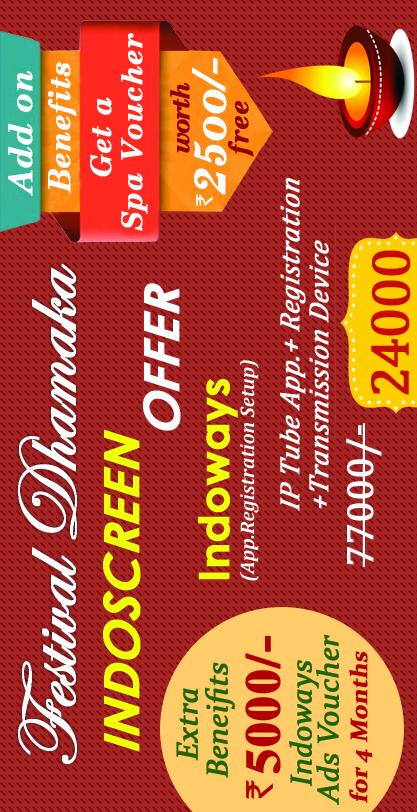 Festival Dhamaka
INDOSCREEN OFFER
Add on
Benefits
Get a
Spa Voucher
worth
₹2500/-
free
Indoways
(App.Registration Setup)
IP Tube App.+ Registration
+Transmission Device
77000/-
24000
Extra
Beneifits
₹5000/-
Indoways
Ads Voucher
for 4 Months